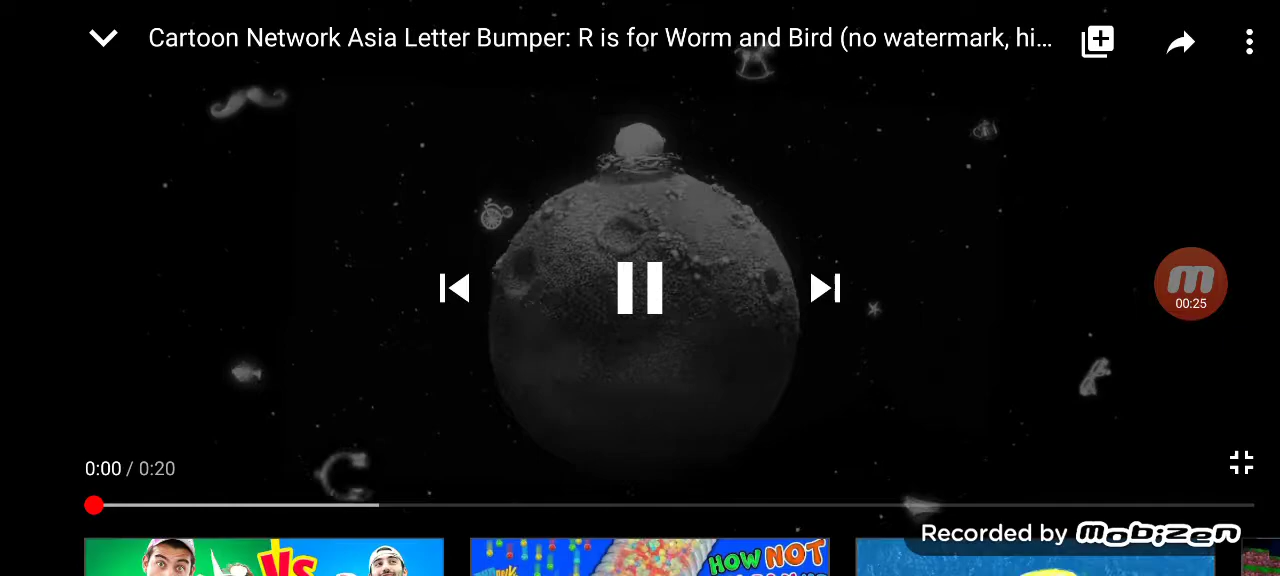 Cartoon Network Asia Letter Bumper: R is for Worm and Bird (no watermark, hi...
m
00:25
0:00 / 0:20
Recorded by mobizen
VS
HOW NOT